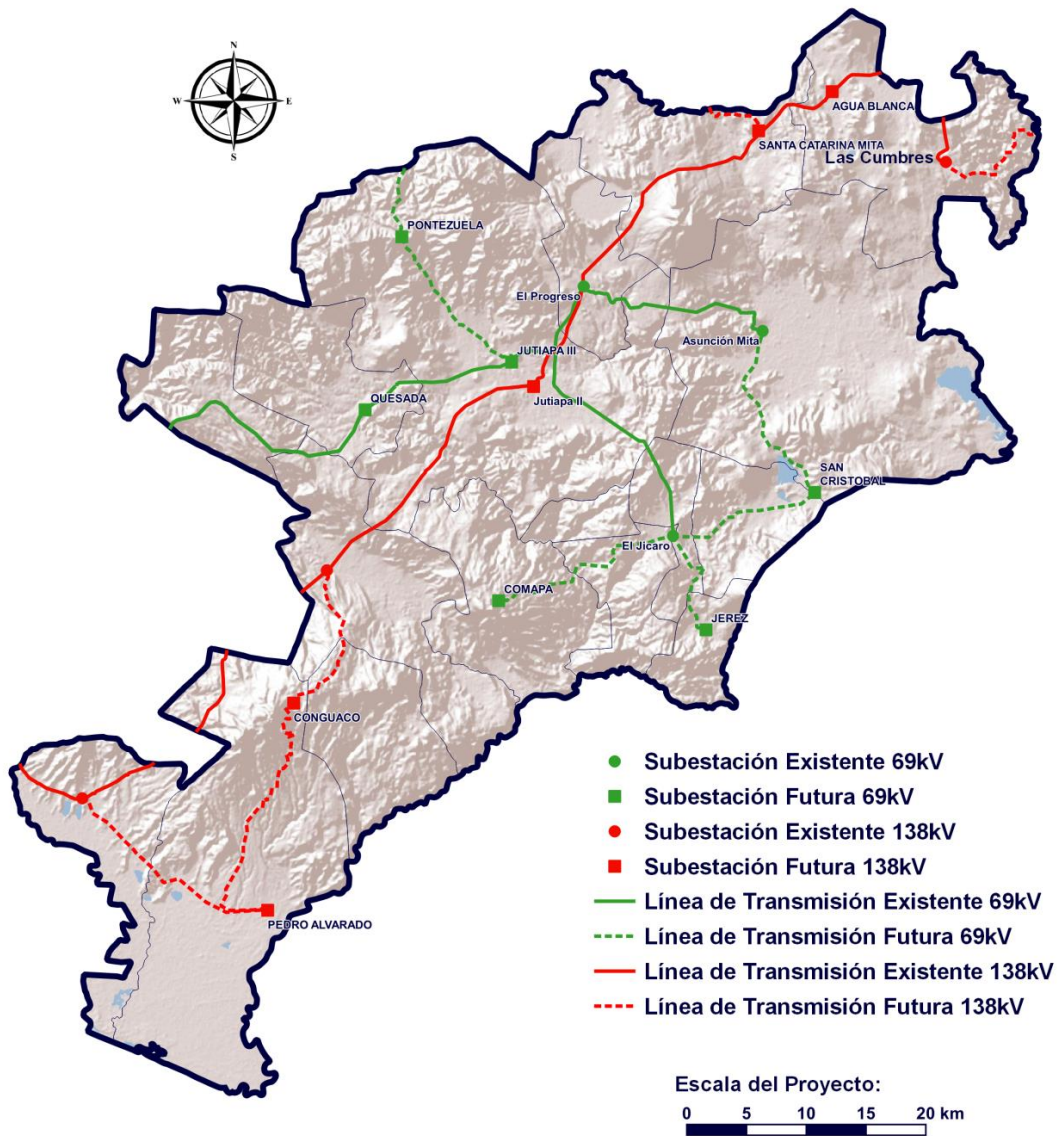 N
W
E
S
AGUA BLANCA
SANTA CATARINA MITA
Las Cumbres
PONTEZUELA
El Progreso
Asunción Mita
JUTIAPA III
Jutiapa II
QUESADA
SAN
CRISTOBAL
El Jicaro
COMAPA
JEREZ
CONGUACO
PEDRO ALVARADO
Subestación Existente 69kV
Subestación Futura 69kV
Subestación Existente 138kV
Subestación Futura 138kV
Línea de Transmisión Existente 69kV
Línea de Transmisión Futura 69kV
Línea de Transmisión Existente 138kV
Línea de Transmisión Futura 138kV
Escala del Proyecto:
0 5 10 15 20 km